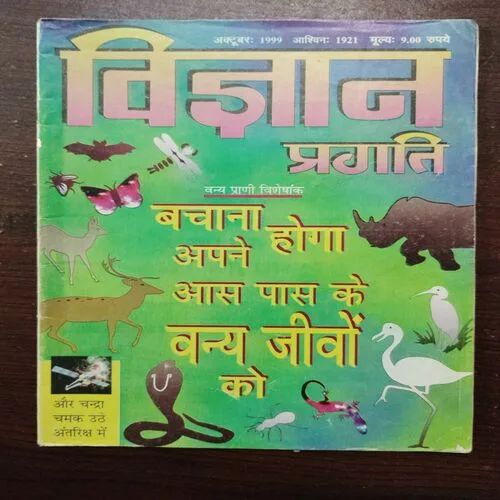 अक्टूबर: 1999 आश्विन: 1921 मूल्य: 9.00 रुपये
विज्ञान
प्रगति
वन्य प्राणी विशेषांक
बचाना होगा
अपने
आस पास के
वन्य जीवों
को
और चन्द्रा
चमक उठे
अंतरिक्ष में